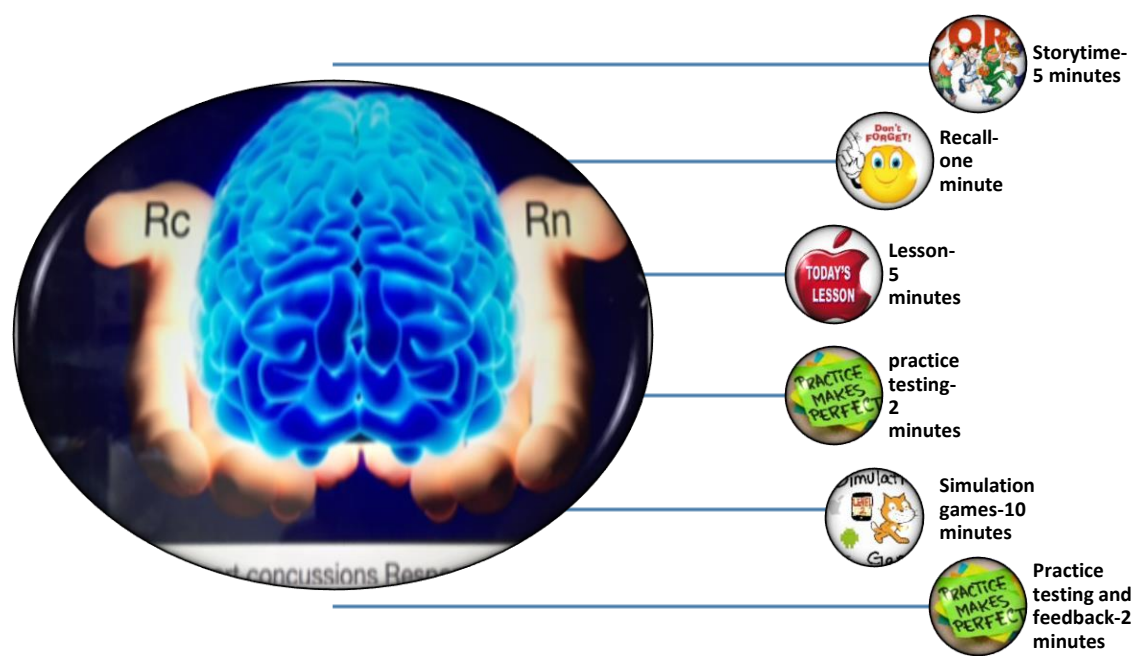 OR
Storytime-
5 minutes
Don't
FORGET!
Recall-
one
minute
Rc
Rn
TODAY'S
LESSON
Lesson-
5
minutes
PRACTICE
MAKES
PERFECT
practice
testing-
2
minutes
Simulation
games-10
minutes
concussions
PRACTICE
MAKES
PERFECT
Practice
testing and
feedback-2
minutes